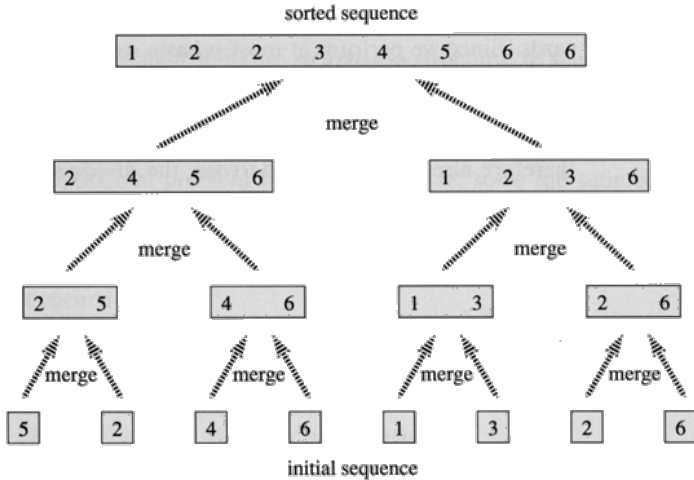 sorted sequence
1 2 2 3 4 5 6 6
merge
2 4 5 6 1 2 3 6
merge merge
2 5 4 6 1 3 2 6
merge merge merge merge
5 2 4 6 1 3 2 6
initial sequence